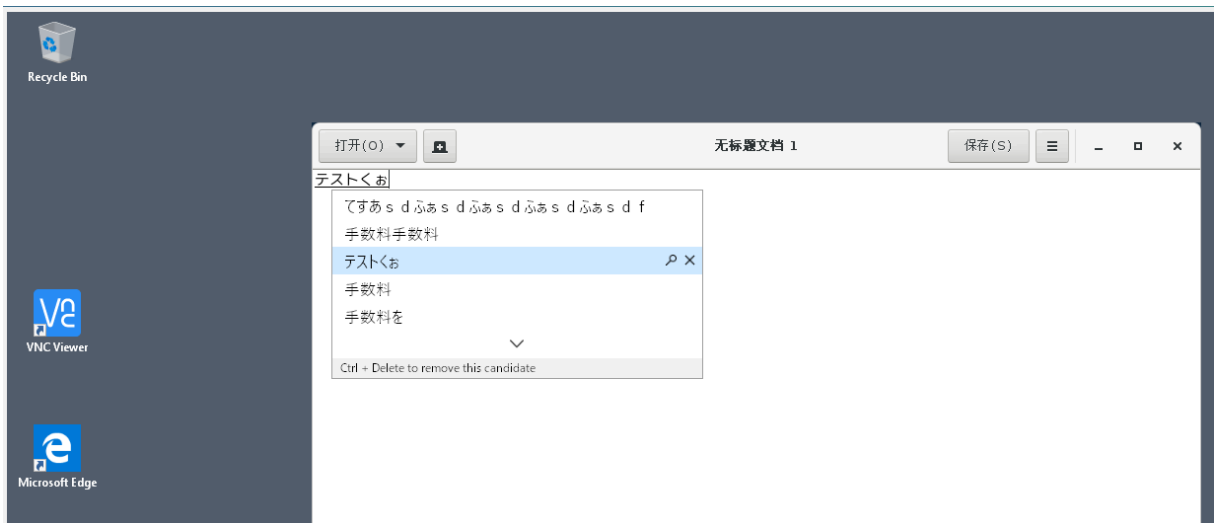 Recycle Bin
打开(O)
无标题文档 1
保存(S)
テストくぉ
てすあｓｄふぁｓｄふぁｓｄふぁｓｄふぁｓｄｆ
手数料手数料
テストくぉ
手数料
手数料を
Ctrl + Delete to remove this candidate
VNC Viewer
Microsoft Edge